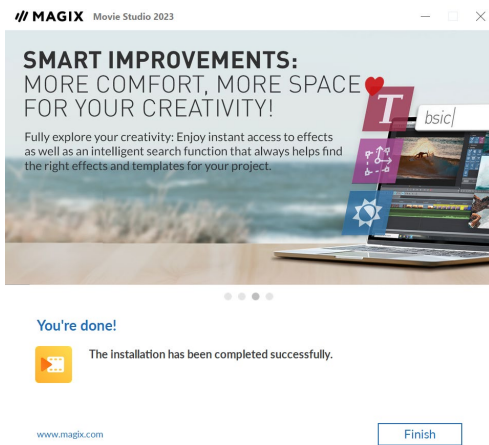 MAGIX Movie Studio 2023
SMART IMPROVEMENTS:
MORE COMFORT, MORE SPACE
FOR YOUR CREATIVITY!
Fully explore your creativity: Enjoy instant access to effects
as well as an intelligent search function that always helps find
the right effects and templates for your project.
T
bsic
You're done!
The installation has been completed successfully.
www.magix.com
Finish